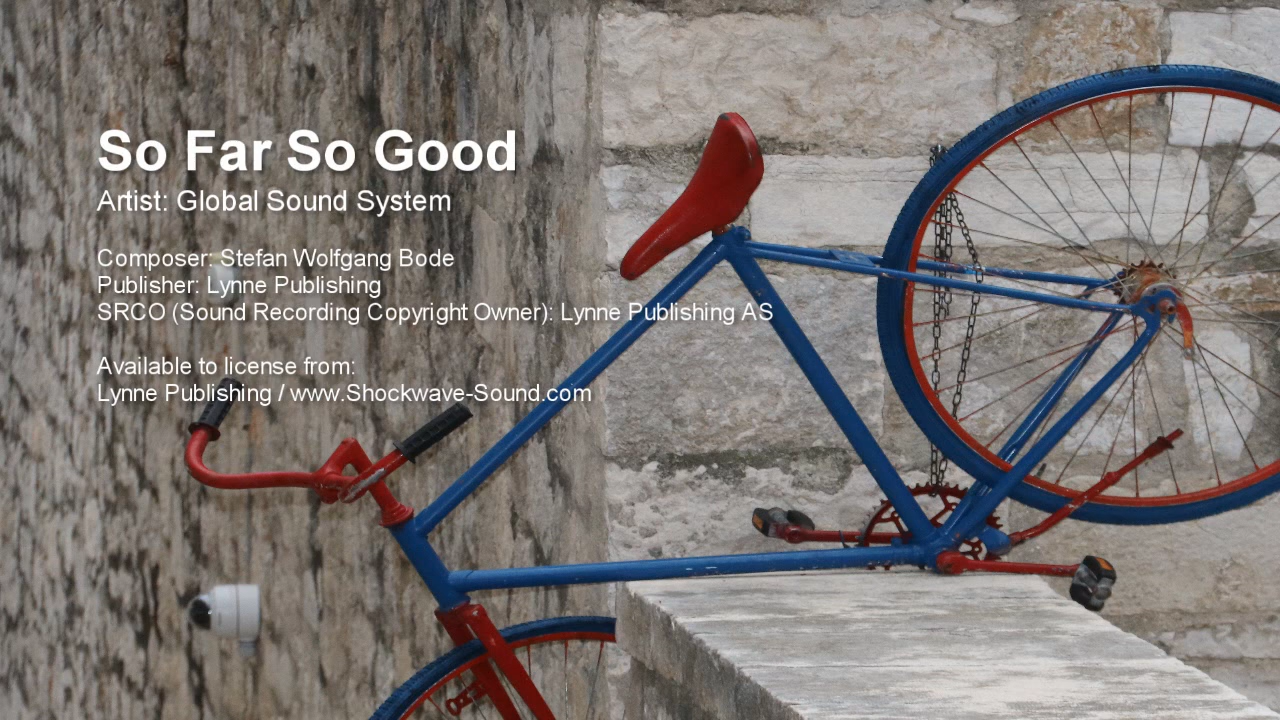 So Far So Good
Artist: Global Sound System
Composer: Stefan Wolfgang Bode
Publisher: Lynne Publishing
SRCO (Sound Recording Copyright Owner): Lynne Publishing AS
Available to license from:
Lynne Publishing / www.Shockwave-Sound.com